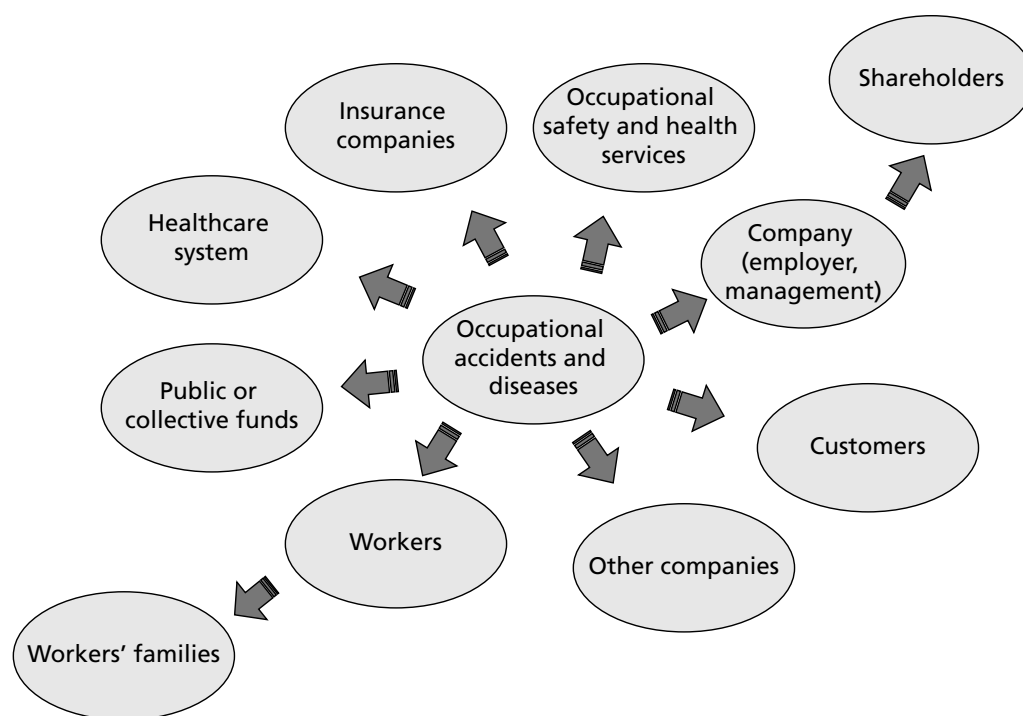 Shareholders
Insurance
companies
Occupational
safety and health
services
Healthcare
system
Company
(employer,
management)
Occupational
accidents and
diseases
Public or
collective funds
Customers
Workers
Other companies
Workers’ families